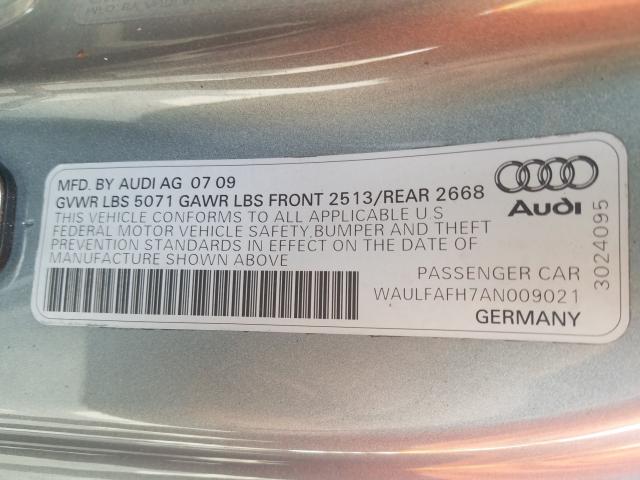 MFD. BY AUDI AG 07 09
GVWR LBS 5071 GAWR LBS FRONT 2513/REAR 2668
THIS VEHICLE CONFORMS TO ALL APPLICABLE U.S
FEDERAL MOTOR VEHICLE SAFETY,BUMPER AND THEFT
PREVENTION STANDARDS IN EFFECT ON THE DATE OF
MANUFACTURE SHOWN ABOVE
Audi
3024095
PASSENGER CAR
WAULFAFH7AN009021
GERMANY